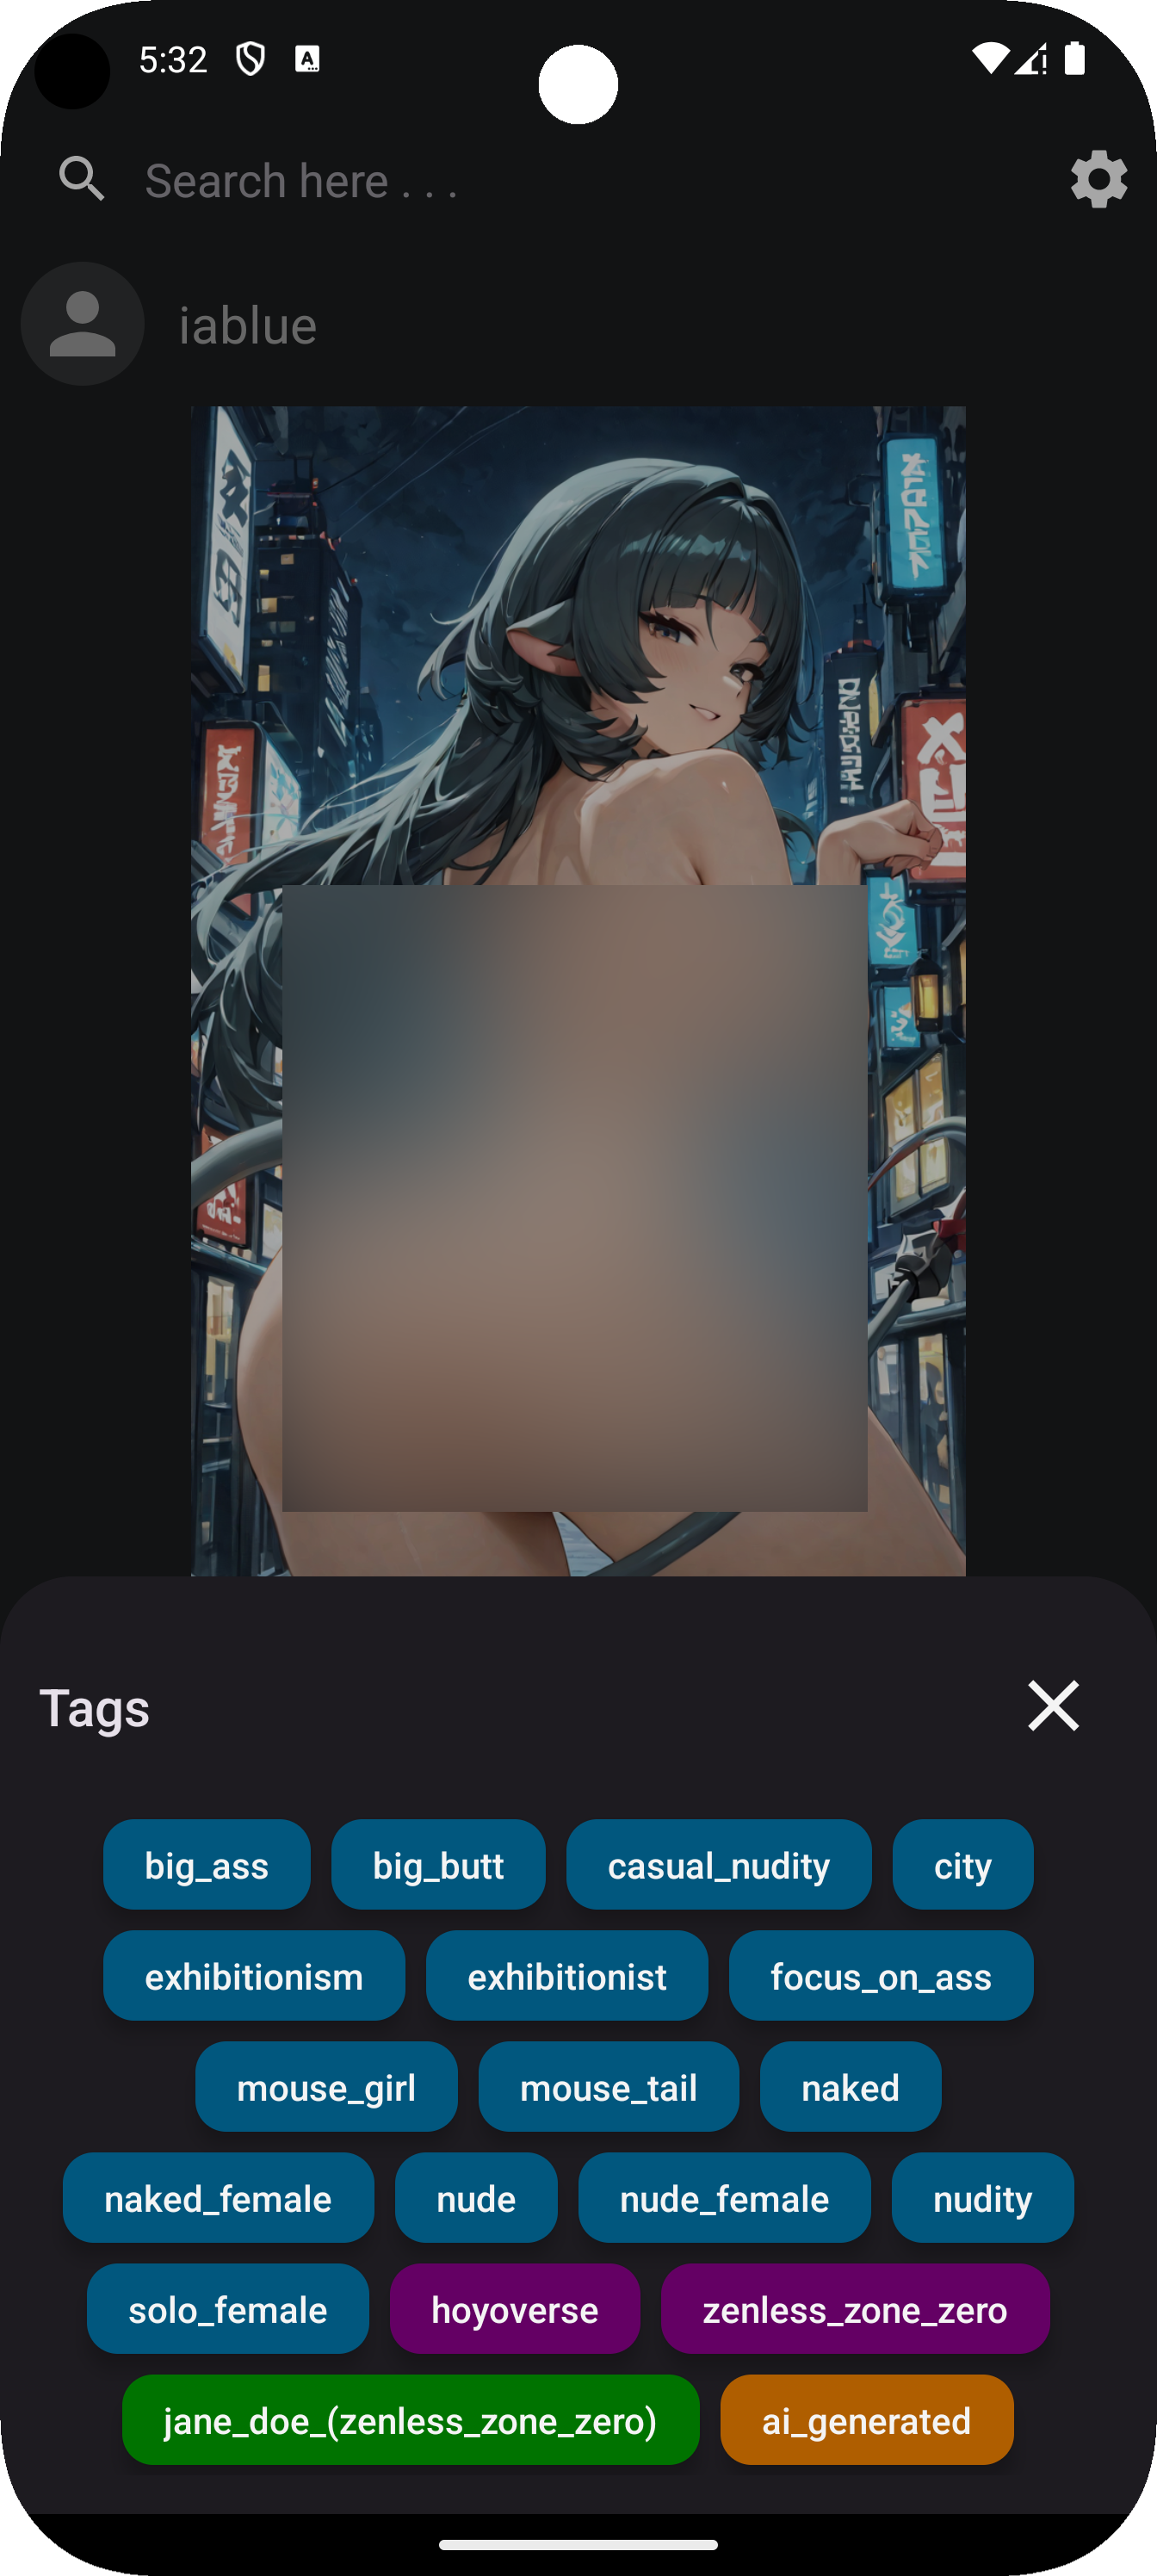 5:32
Search here . . .
iablue
Tags
big_ass big_butt casual_nudity city
exhibitionism exhibitionist focus_on_ass
mouse_girl mouse_tail naked
naked_female nude nude_female nudity
solo_female hoyoverse zenless_zone_zero
jane_doe_(zenless_zone_zero) ai_generated